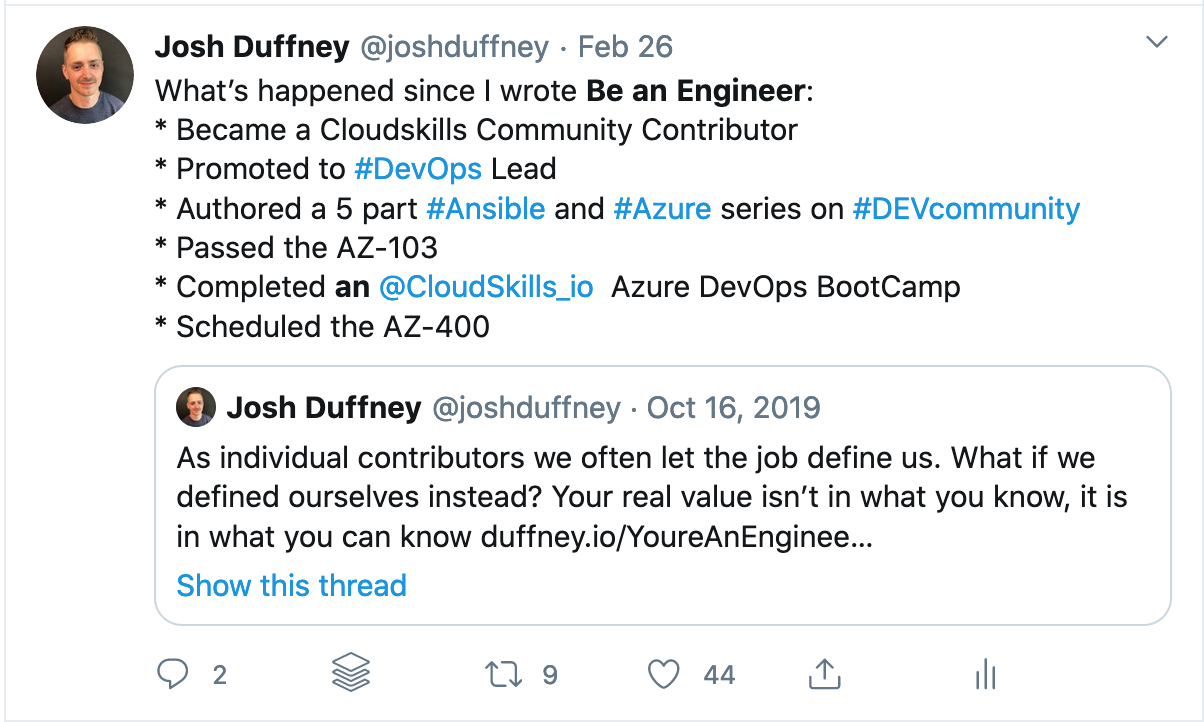 Josh Duffney @joshduffney · Feb 26
What's happened since I wrote Be an Engineer:
* Became a Cloudskills Community Contributor
* Promoted to #DevOps Lead
* Authored a 5 part #Ansible and #Azure series on #DEVcommunity
* Passed the AZ-103
* Completed an @CloudSkills_io  Azure DevOps BootCamp
* Scheduled the AZ-400
Josh Duffney @joshduffney · Oct 16, 2019
As individual contributors we often let the job define us. What if we
defined ourselves instead? Your real value isn't in what you know, it is
in what you can know duffney.io/YoureAnEnginee…
Show this thread
2 9 44